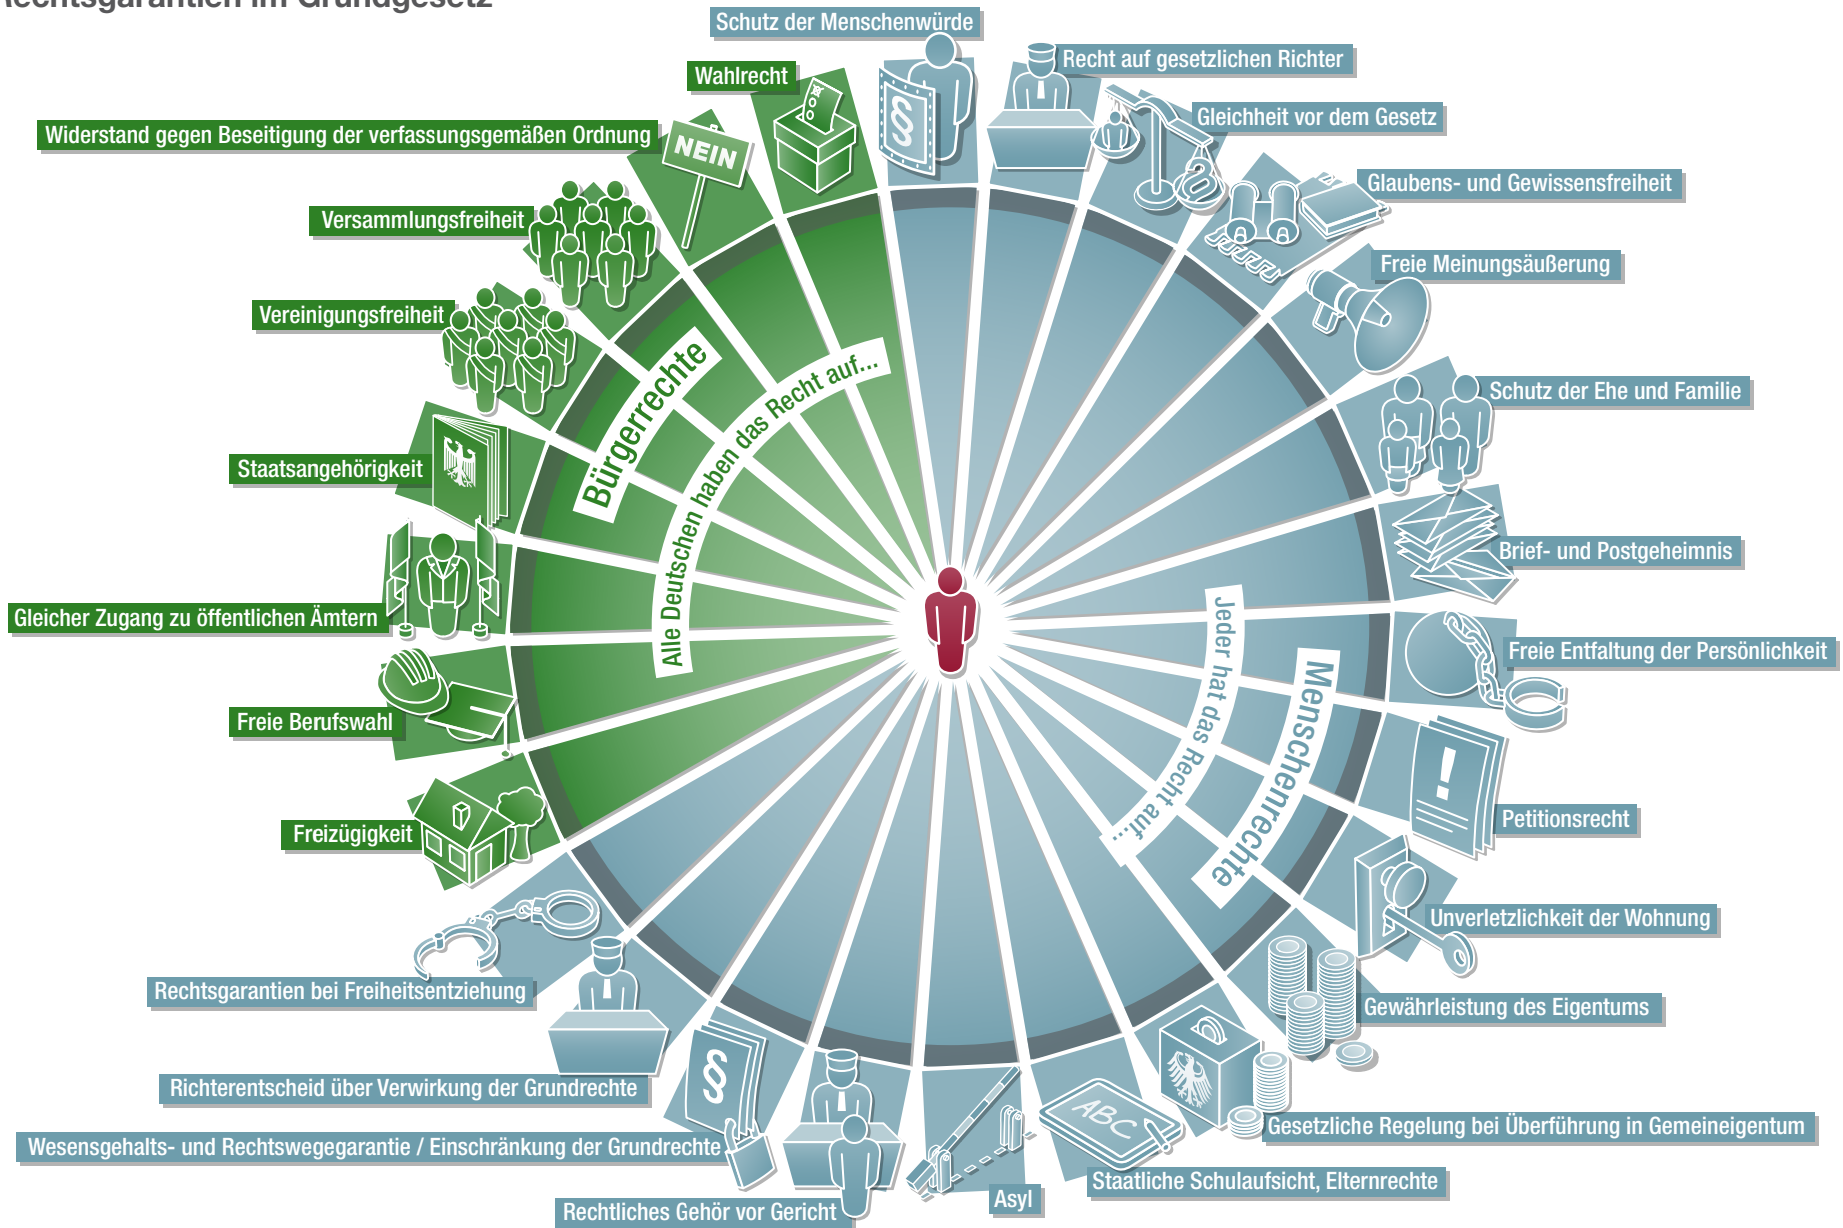 Rechtsgarantien im Grundgesetz
Schutz der Menschenwürde
Recht auf gesetzlichen Richter
Gleichheit vor dem Gesetz
Glaubens- und Gewissensfreiheit
Freie Meinungsäußerung
Schutz der Ehe und Familie
Brief- und Postgeheimnis
Freie Entfaltung der Persönlichkeit
Petitionsrecht
Unverletzlichkeit der Wohnung
Gewährleistung des Eigentums
Gesetzliche Regelung bei Überführung in Gemeineigentum
Staatliche Schulaufsicht, Elternrechte
Asyl
Rechtliches Gehör vor Gericht
Wesensgehalts- und Rechtswegegarantie / Einschränkung der Grundrechte
Richterentscheid über Verwirkung der Grundrechte
Rechtsgarantien bei Freiheitsentziehung
Freizügigkeit
Freie Berufswahl
Gleicher Zugang zu öffentlichen Ämtern
Staatsangehörigkeit
Vereinigungsfreiheit
Versammlungsfreiheit
Widerstand gegen Beseitigung der verfassungsgemäßen Ordnung
Wahlrecht
NEIN
§
§
ABC
!
Bürgerrechte
Alle Deutschen haben das Recht auf...
Menschenrechte
Jeder hat das Recht auf...